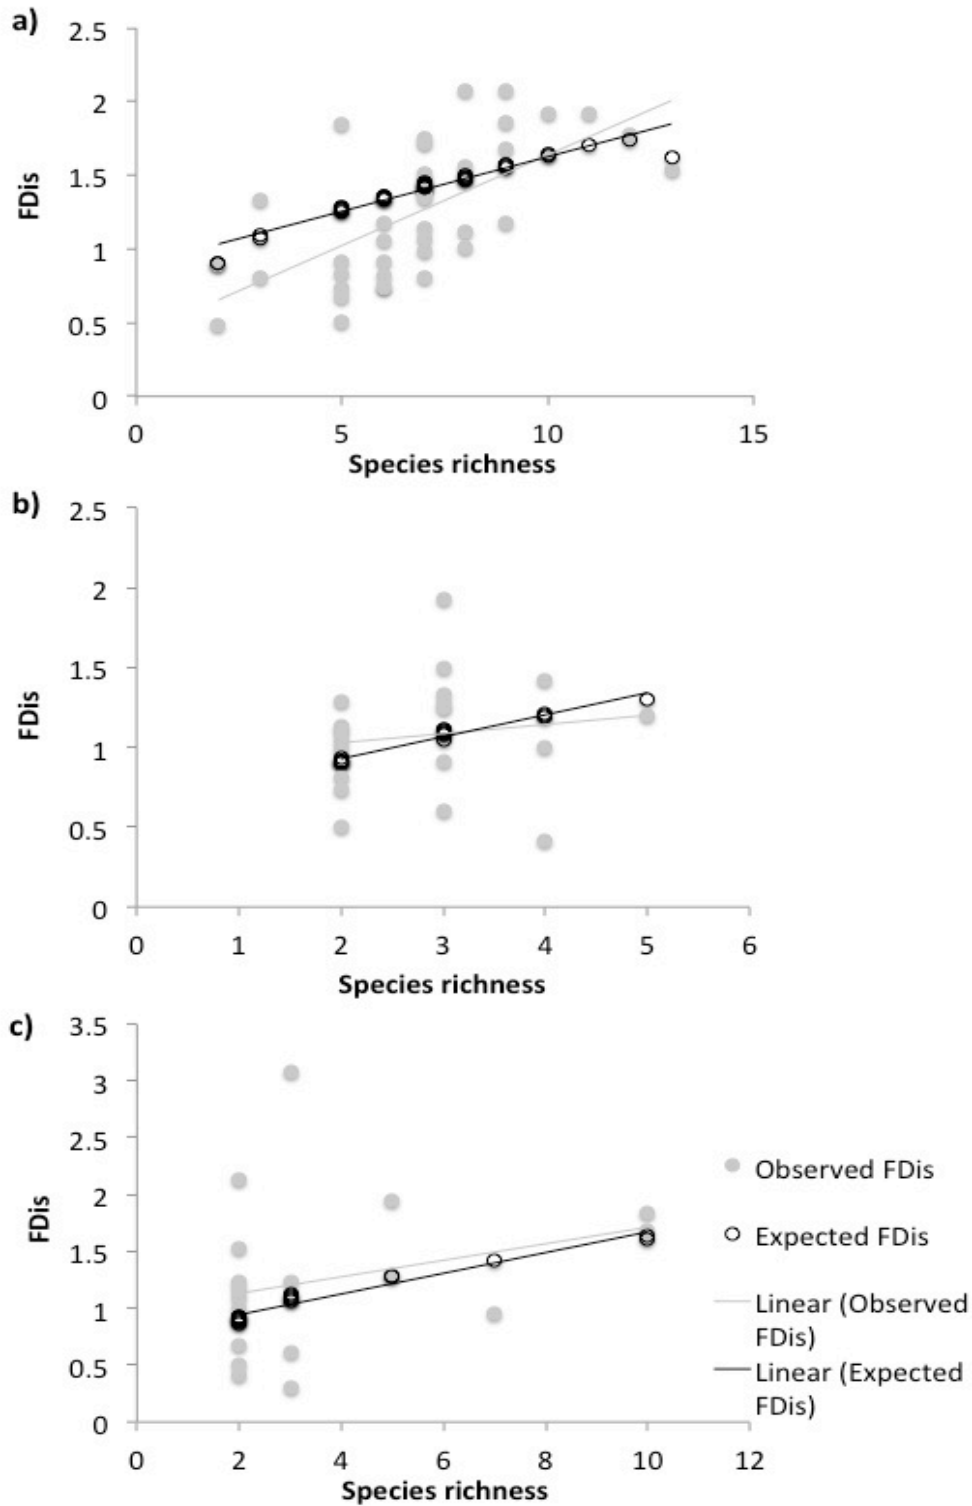 a)
2.5
2
1.5
1
0.5
0
FDis
0 5 10 15
Species richness
b)
2.5
2
1.5
1
0.5
0
FDis
0 1 2 3 4 5 6
Species richness
c)
3.5
3
2.5
2
1.5
1
0.5
0
FDis
0 2 4 6 8 10 12
Species richness
Observed FDis
Expected FDis
Linear (Observed
FDis)
Linear (Expected
FDis)